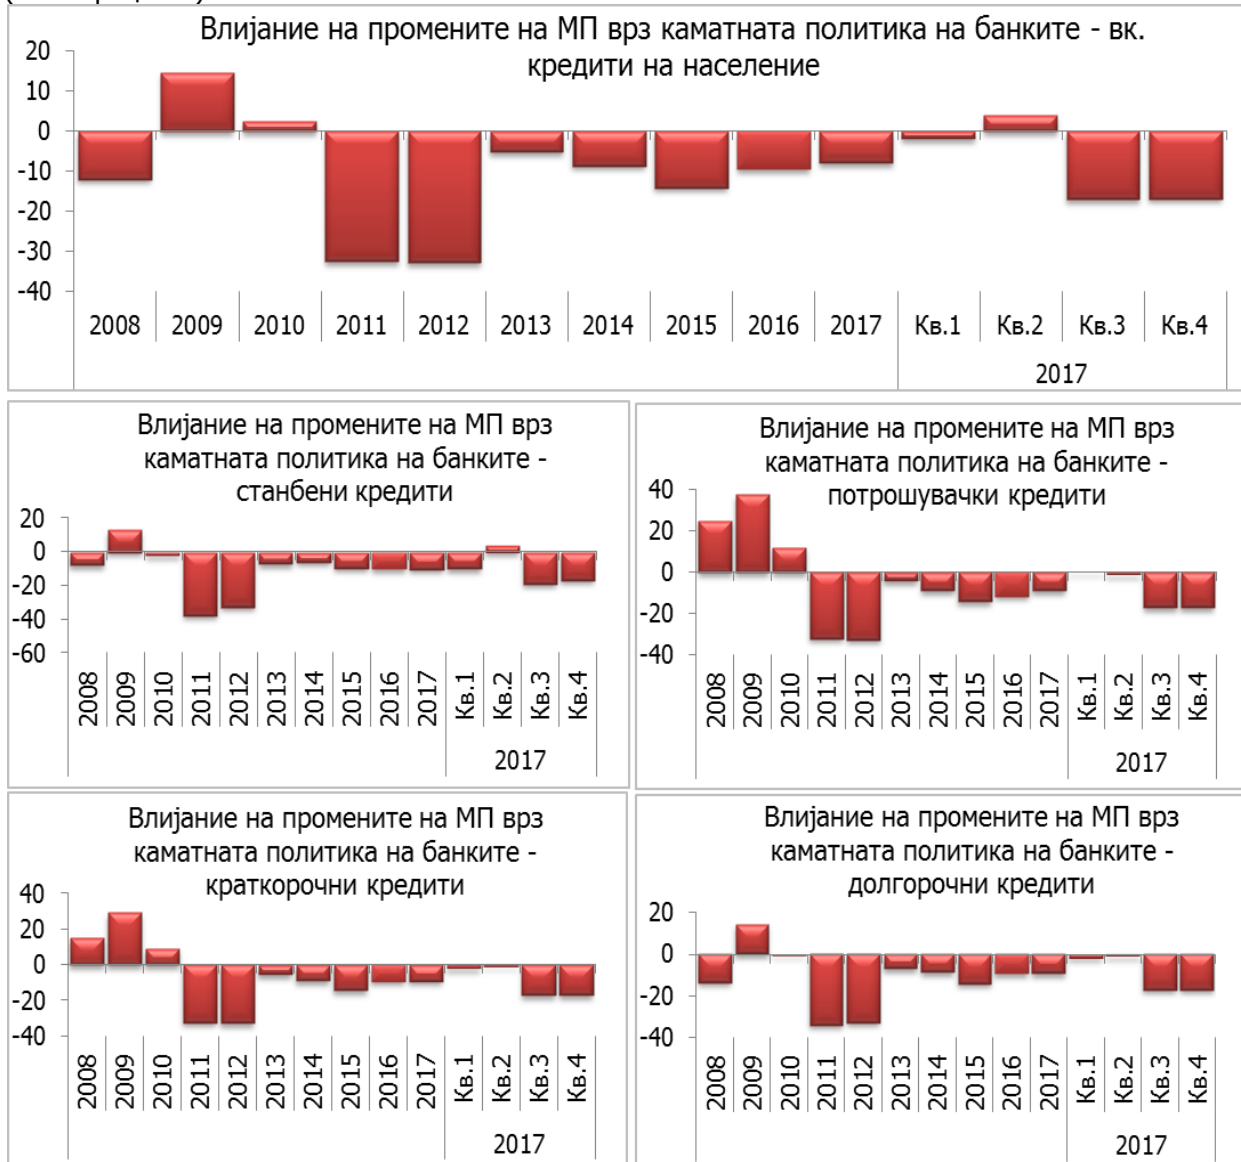 Влијание на промените на МП врз каматната политика на банките - вк.
кредити на население
20
10
0
-10
-20
-30
-40
2008 2009 2010 2011 2012 2013 2014 2015 2016 2017 Кв.1 Кв.2 Кв.3 Кв.4
2017
Влијание на промените на МП врз
каматната политика на банките -
станбени кредити
20
0
-20
-40
-60
2008 2009 2010 2011 2012 2013 2014 2015 2016 2017 Кв.1 Кв.2 Кв.3 Кв.4
2017
Влијание на промените на МП врз
каматната политика на банките -
потрошувачки кредити
40
20
0
-20
-40
2008 2009 2010 2011 2012 2013 2014 2015 2016 2017 Кв.1 Кв.2 Кв.3 Кв.4
2017
Влијание на промените на МП врз
каматната политика на банките -
краткорочни кредити
40
20
0
-20
-40
2008 2009 2010 2011 2012 2013 2014 2015 2016 2017 Кв.1 Кв.2 Кв.3 Кв.4
2017
Влијание на промените на МП врз
каматната политика на банките -
долгорочни кредити
20
0
-20
-40
2008 2009 2010 2011 2012 2013 2014 2015 2016 2017 Кв.1 Кв.2 Кв.3 Кв.4
2017